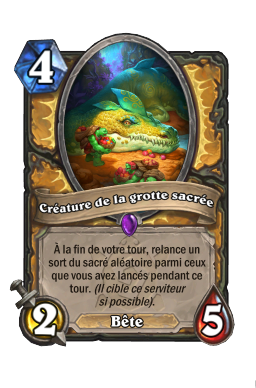 4
Créature de la grotte sacrée
À la fin de votre tour, relance un
sort du sacré aléatoire parmi ceux
que vous avez lancés pendant ce
tour. (Il cible ce serviteur
si possible).
2
Bête
5